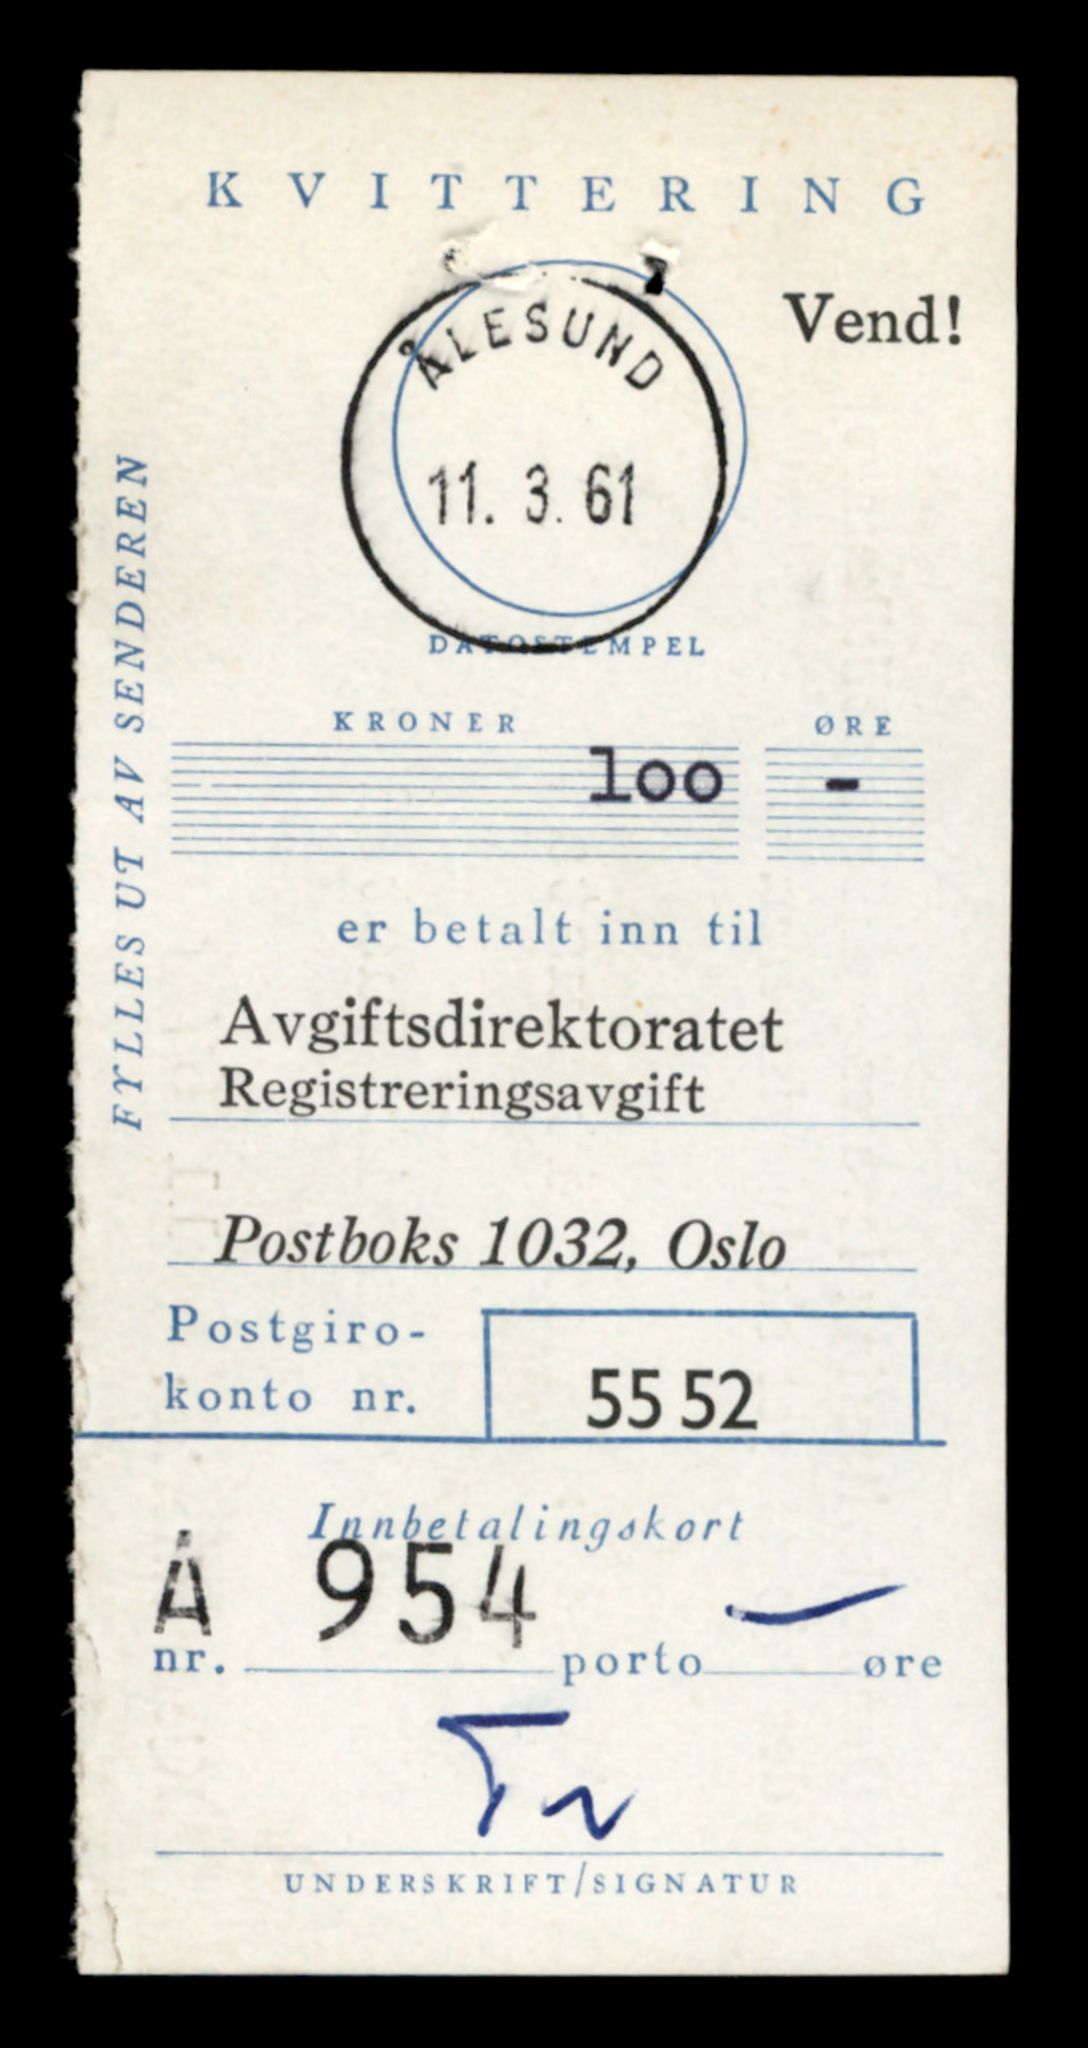 KVITTERING
Vend!
ÅLESUND
11. 3. 61
DATOSTEMPEL
FYLLES UT AV SENDEREN
KRONER ØRE
100 -
er betalt inn til
Avgiftsdirektoratet
Registreringsavgift
Postboks 1032, Oslo
Postgiro-
konto nr. 55 52
Innbetalingskort
A 954
nr. porto øre
UNDERSKRIFT/SIGNATUR